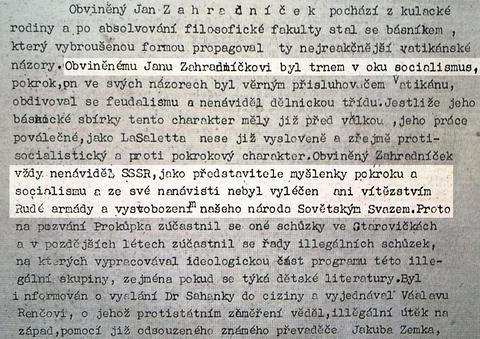 Obviněný Jan Z a h r a d n í č e k pochází z kulacké
rodiny a po absolvování filosofické fakulty stal se básníkem ,
který vybroušenou formou propagoval ty nejreakčnější vatikánské
názory. Obviněnému Janu Zahradníčkovi byl trnem v oku socialismus,
pokrok,on ve svých názorech byl věrným přisluhovačem Vatikánu,
obdivoval se feudalismu a nenáviděl dělnickou třídu.Jestliže jeho
básnické sbírky tento charakter měly již před válkou ,jeho práce
poválečné,jako LaSaletta nese již vysloveně a zřejmě proti-
socialistický a proti pokrokový charakter.Obviněný Zahradníček
vždy nenáviděl SSSR,jako představitele myšlenky pokroku a
socialismu a ze své nanávisti nebyl vyléčen ani vítězstvím
Rudé armády a vystobozením našeho národa Sovětským Svazem.Proto
na pozvání Prokůpka zúčastnil se oné schůzky ve Starovičkách
a v pozdějších létech zúčastnil se řady illegálních schůzek,
na kterých vypracovával ideologickou část programu této ille-
gální skupiny, zejména pokud se týká dětské literatury.Byl
informován o vyslání Dr Sahanky do ciziny a vyjednával Václavu
Renčovi, o jehož protistátním záměření věděl,illegální útěk na
západ,pomocí již odsouzeného známého převaděče Jakuba Zemka,